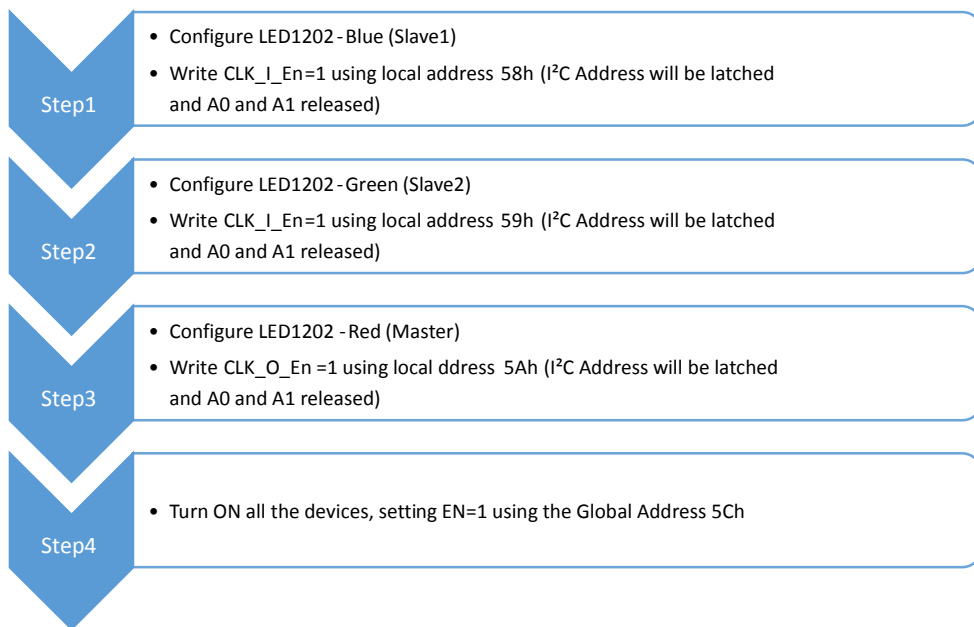 Step1
• Configure LED1202-Blue (Slave1)
• Write CLK_I_En=1 using local address 58h (I²C Address will be latched
and A0 and A1 released)
Step2
• Configure LED1202-Green (Slave2)
• Write CLK_I_En=1 using local address 59h (I²C Address will be latched
and A0 and A1 released)
Step3
• Configure LED1202 -Red (Master)
• Write CLK_O_En =1 using local ddress 5Ah (I²C Address will be latched
and A0 and A1 released)
Step4
• Turn ON all the devices, setting EN=1 using the Global Address 5Ch